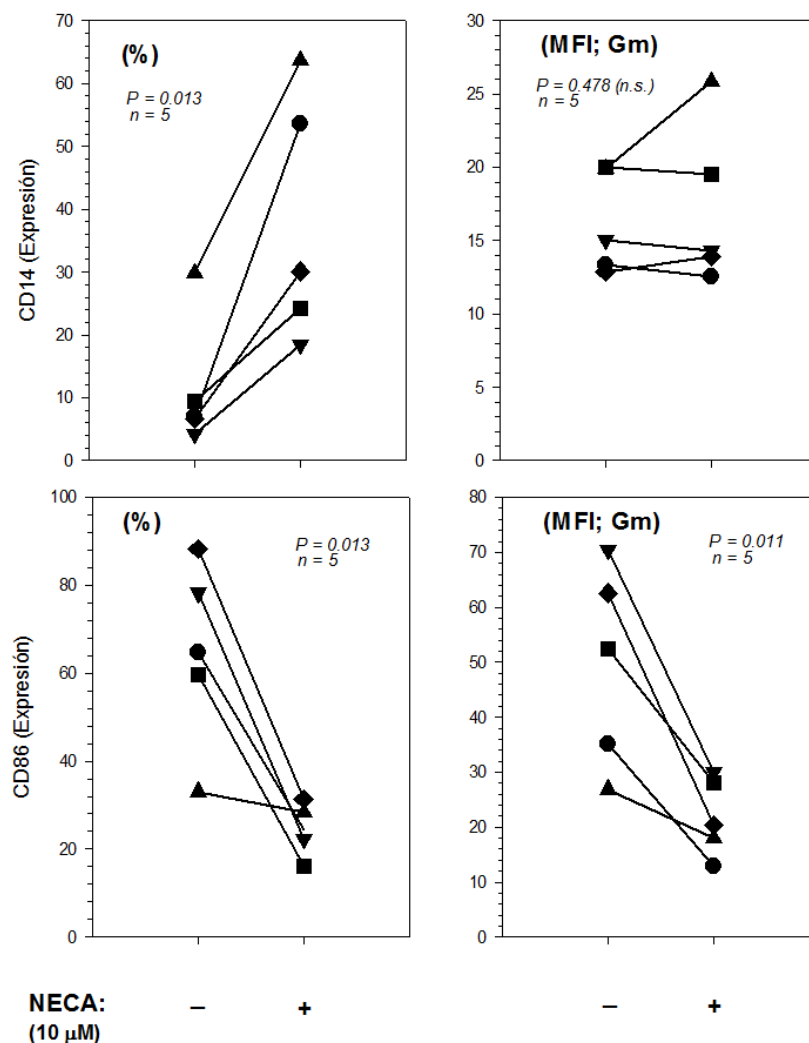 (%)
P = 0.013
n = 5
70
60
50
40
30
20
10
0
CD14 (Expresión)
(MFI; Gm)
P = 0.478 (n.s.)
n = 5
30
25
20
15
10
5
0
(%)
P = 0.013
n = 5
100
80
60
40
20
0
CD86 (Expresión)
(MFI; Gm)
P = 0.011
n = 5
80
70
60
50
40
30
20
10
0
NECA: – + – +
(10 µM)